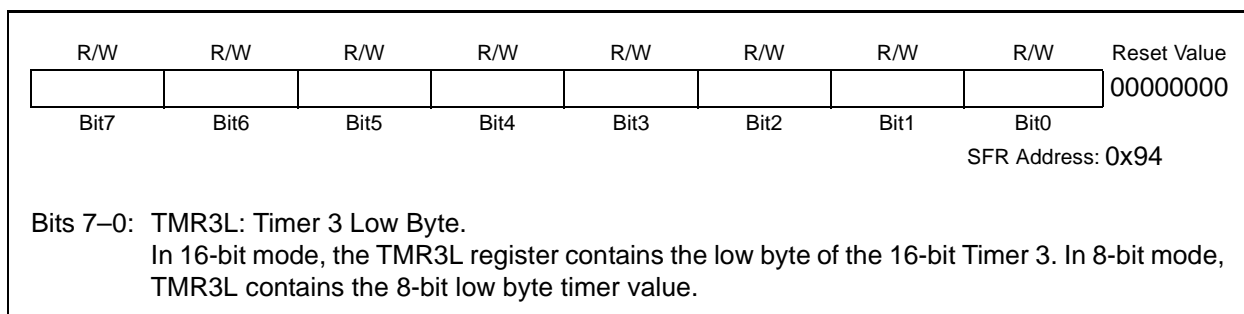 R/W R/W R/W R/W R/W R/W R/W R/W Reset Value
00000000
Bit7 Bit6 Bit5 Bit4 Bit3 Bit2 Bit1 Bit0
SFR Address: 0x94
Bits 7–0: TMR3L: Timer 3 Low Byte.
In 16-bit mode, the TMR3L register contains the low byte of the 16-bit Timer 3. In 8-bit mode,
TMR3L contains the 8-bit low byte timer value.